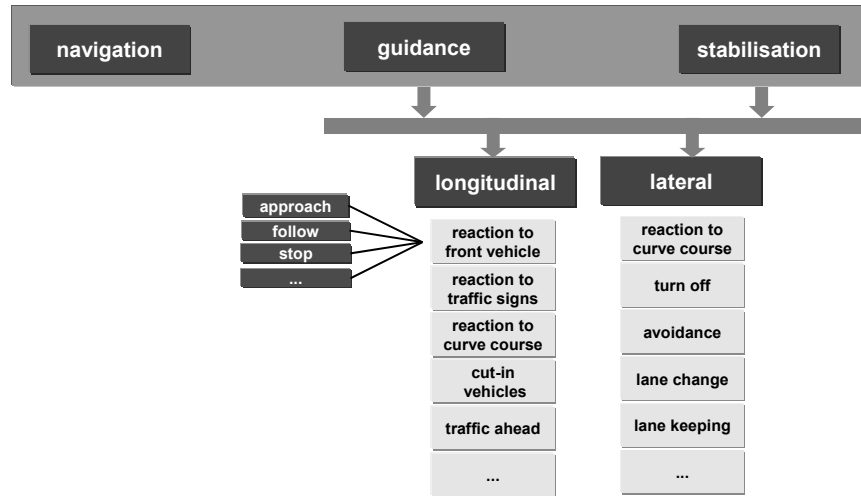 navigation
guidance
stabilisation
longitudinal
lateral
approach
follow
stop
...
reaction to
front vehicle
reaction to
traffic signs
reaction to
curve course
cut-in
vehicles
traffic ahead
...
reaction to
curve course
turn off
avoidance
lane change
lane keeping
...